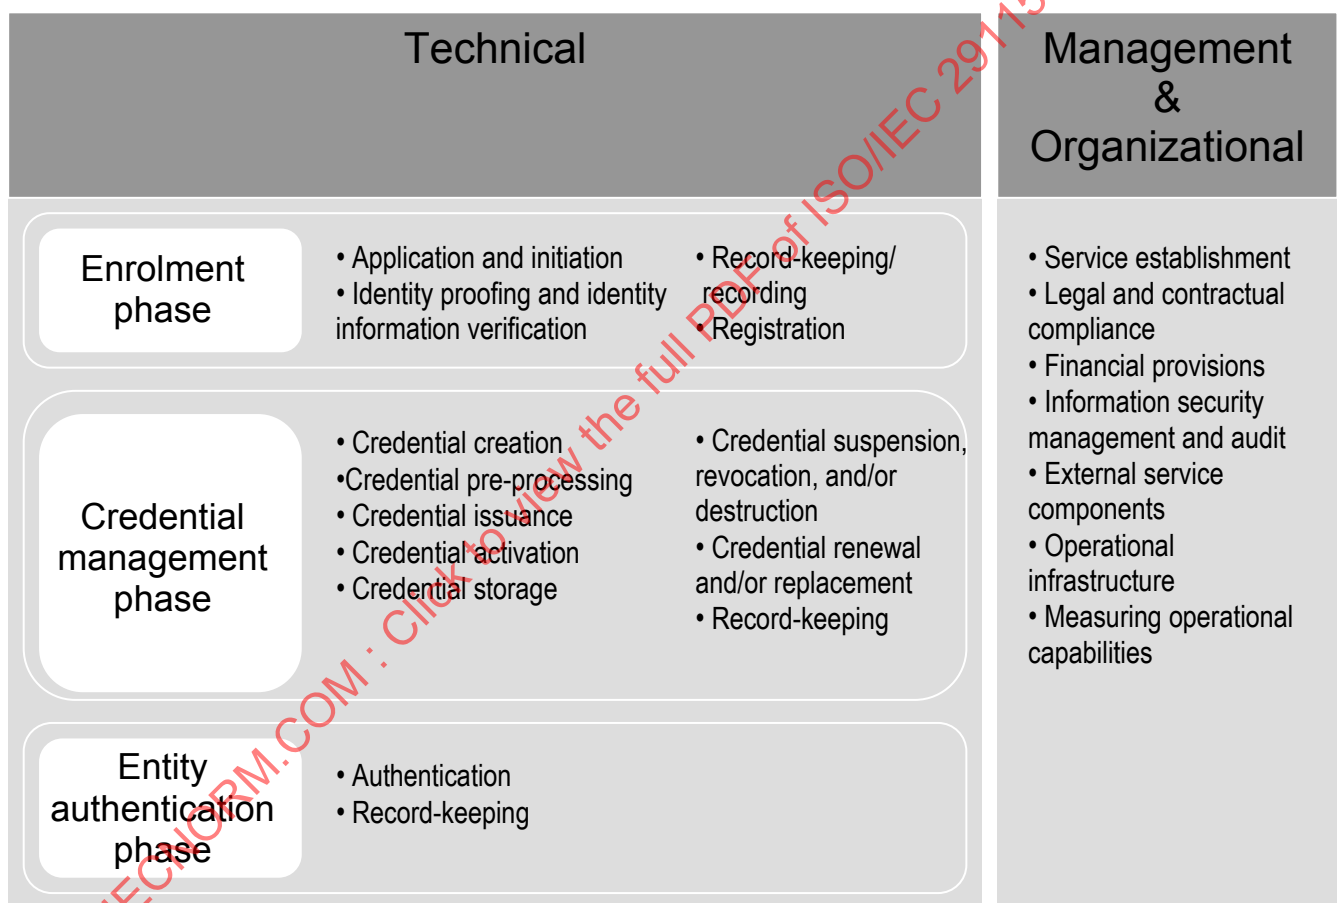 Technical
Management
&
Organizational
Enrolment
phase
• Application and initiation
• Identity proofing and identity
information verification
• Record-keeping/
recording
• Registration
Credential
management
phase
• Credential creation
•Credential pre-processing
• Credential issuance
• Credential activation
• Credential storage
• Credential suspension,
revocation, and/or
destruction
• Credential renewal
and/or replacement
• Record-keeping
Entity
authentication
phase
• Authentication
• Record-keeping
• Service establishment
• Legal and contractual
compliance
• Financial provisions
• Information security
management and audit
• External service
components
• Operational
infrastructure
• Measuring operational
capabilities
IECNORM.COM : Click to view the full PDF of ISO/IEC 29115